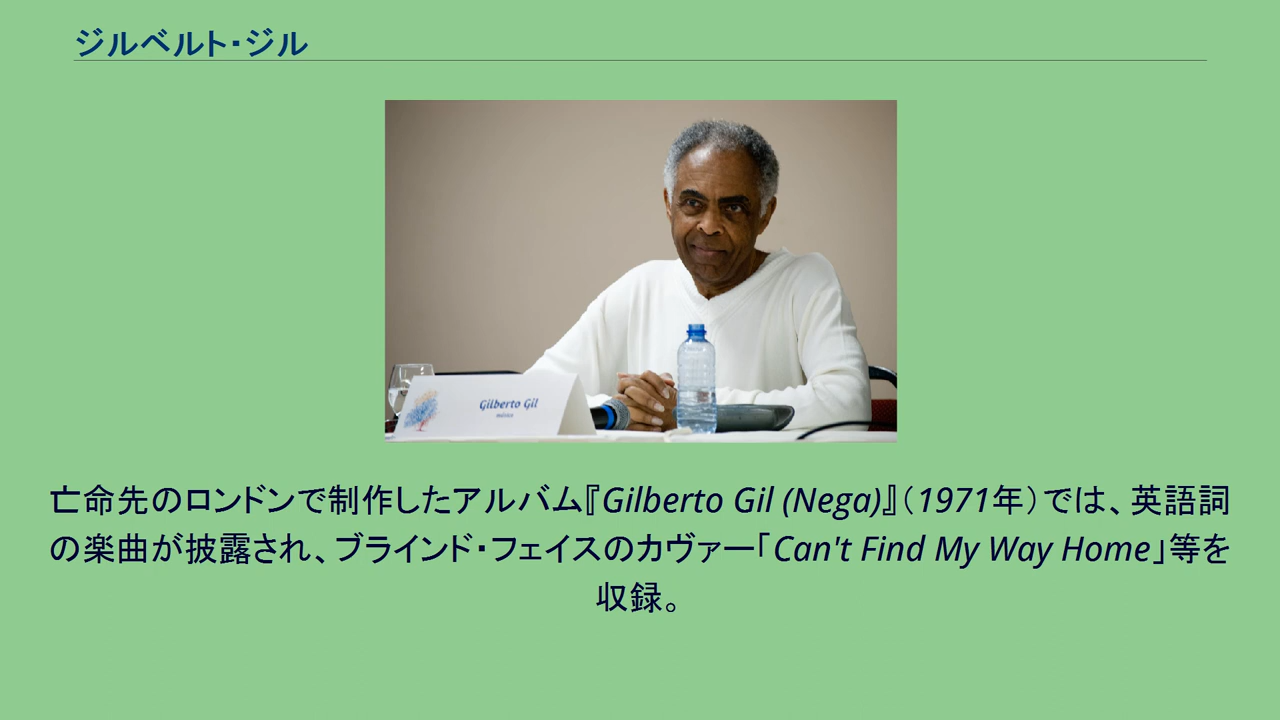 ジルベルト・ジル
Gilberto Gil
músico
亡命先のロンドンで制作したアルバム『Gilberto Gil (Nega)』（1971年）では、英語詞
の楽曲が披露され、ブラインド・フェイスのカヴァー「Can't Find My Way Home」等を
収録。